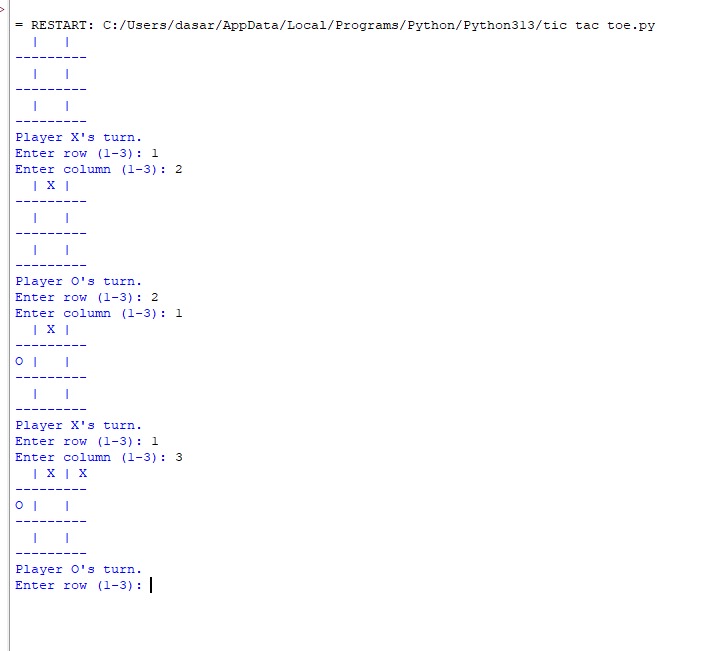 = RESTART: C:/Users/dasar/AppData/Local/Programs/Python/Python313/tic tac toe.py
  |   |  
---------
  |   |  
---------
  |   |  
---------
Player X's turn.
Enter row (1-3): 1
Enter column (1-3): 2
  | X |  
---------
  |   |  
---------
  |   |  
---------
Player O's turn.
Enter row (1-3): 2
Enter column (1-3): 1
  | X |  
---------
O |   |  
---------
  |   |  
---------
Player X's turn.
Enter row (1-3): 1
Enter column (1-3): 3
  | X | X
---------
O |   |  
---------
  |   |  
---------
Player O's turn.
Enter row (1-3):